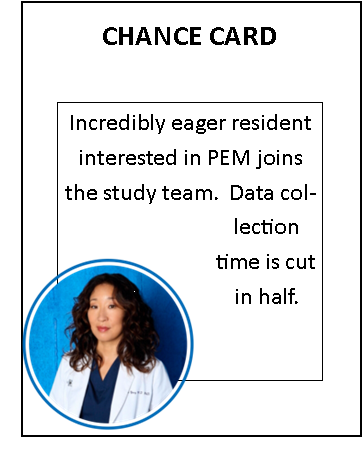 CHANCE CARD
Incredibly eager resident
interested in PEM joins
the study team.  Data col-
lection
time is cut
in half.